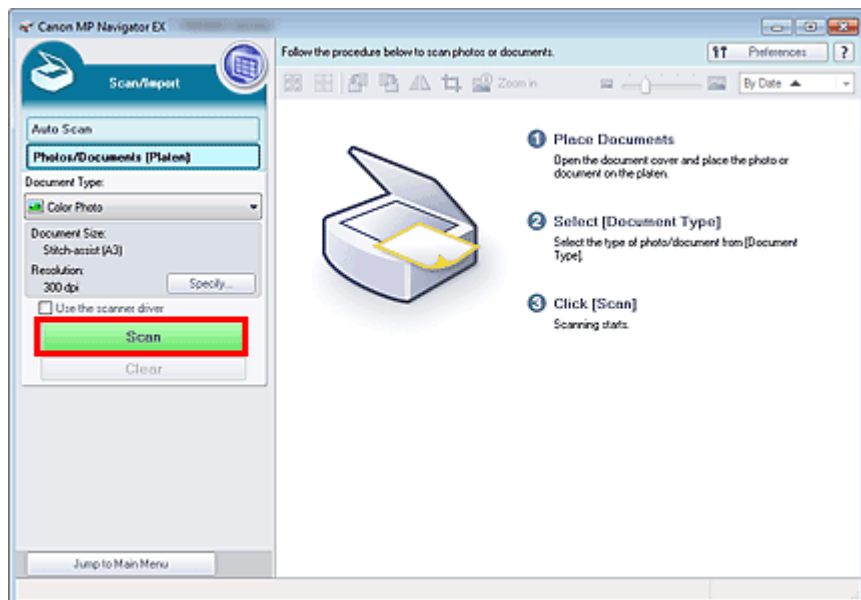 Canon MP Navigator EX
Scan/Import
Follow the procedure below to scan photos or documents.
Preferences
?
Zoom in
By Date
Auto Scan
Photos/Documents (Platen)
Document Type:
Color Photo
Document Size:
Stitch-assist (A3)
Resolution:
300 dpi
Specify...
Use the scanner driver
Scan
Clear
1 Place Documents
Open the document cover and place the photo or
document on the platen.
2 Select [Document Type]
Select the type of photo/document from [Document
Type].
3 Click [Scan]
Scanning starts.
Jump to Main Menu